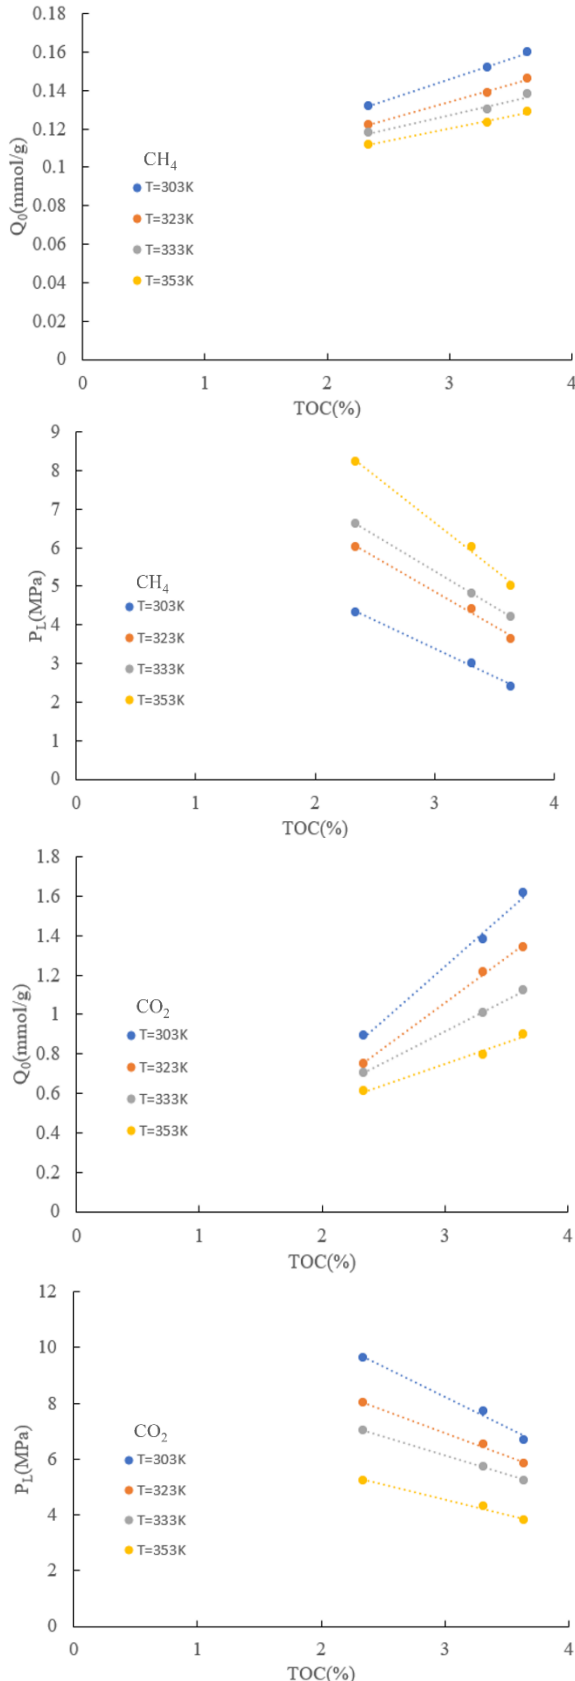 0.18
0.16
0.14
0.12
0.1
0.08
0.06
0.04
0.02
0
Q₀(mmol/g)
CH₄
T=303K
T=323K
T=333K
T=353K
0 1 2 3 4
TOC(%)
9
8
7
6
5
4
3
2
1
0
P_L(MPa)
CH₄
T=303K
T=323K
T=333K
T=353K
0 1 2 3 4
TOC(%)
1.8
1.6
1.4
1.2
1
0.8
0.6
0.4
0.2
0
Q₀(mmol/g)
CO₂
T=303K
T=323K
T=333K
T=353K
0 1 2 3 4
TOC(%)
12
10
8
6
4
2
0
P_L(MPa)
CO₂
T=303K
T=323K
T=333K
T=353K
0 1 2 3 4
TOC(%)